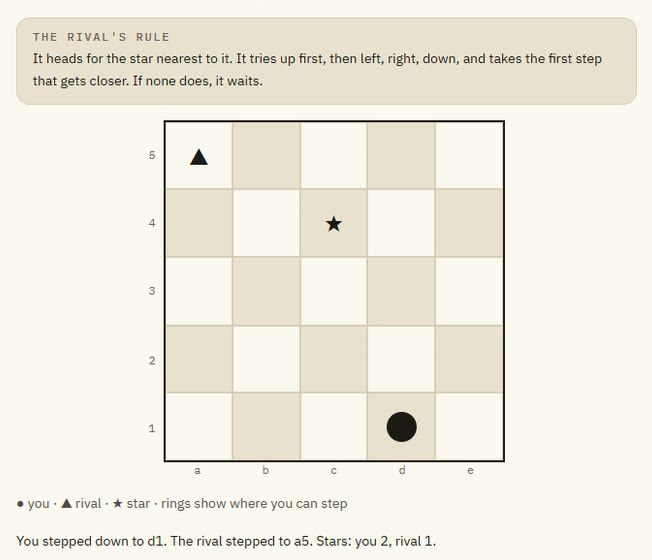 THE RIVAL'S RULE
It heads for the star nearest to it. It tries up first, then left, right, down, and takes the first step
that gets closer. If none does, it waits.
5
4
3
2
1
a b c d e
● you · ▲ rival · ★ star · rings show where you can step
You stepped down to d1. The rival stepped to a5. Stars: you 2, rival 1.